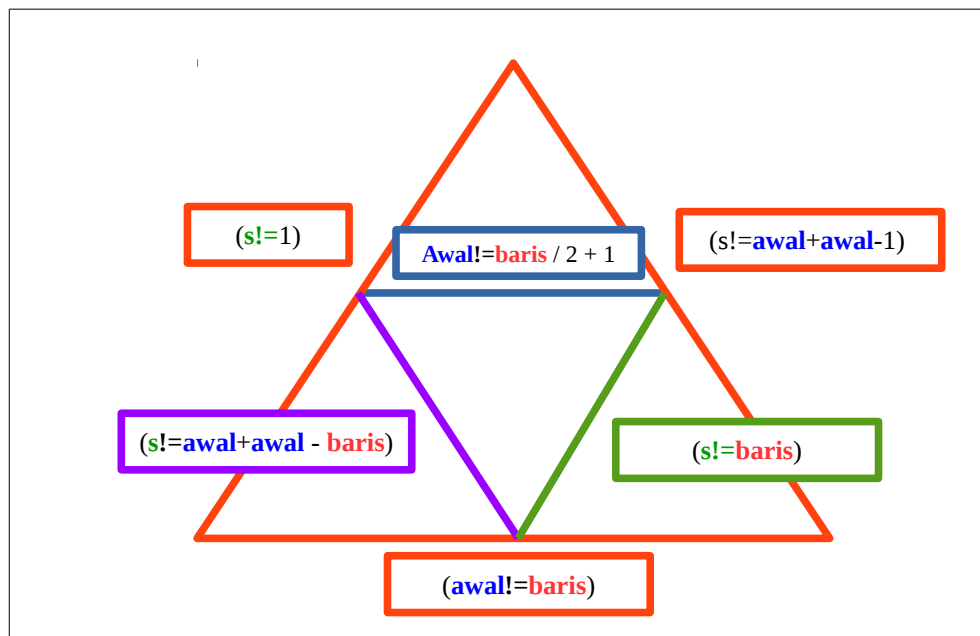 (s!=1)
Awal!=baris / 2 + 1
(s!=awal+awal-1)
(s!=awal+awal - baris)
(s!=baris)
(awal!=baris)